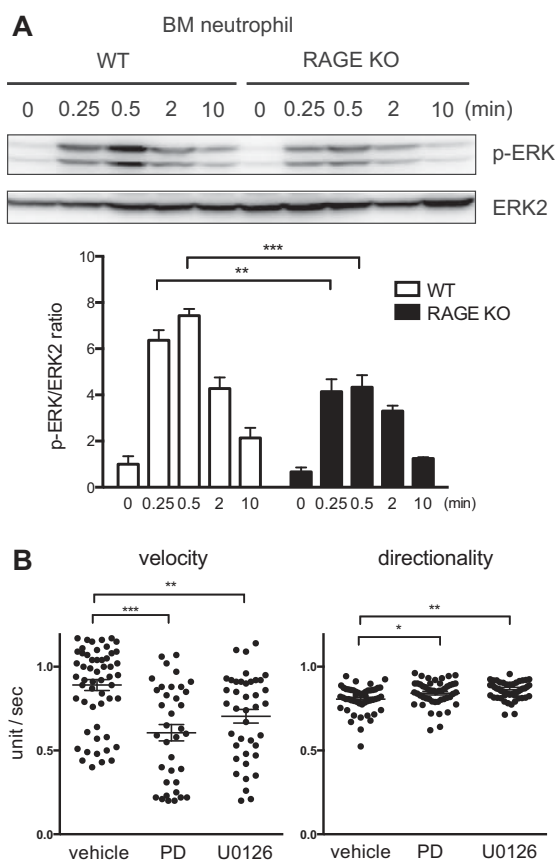 A
BM neutrophil
WT RAGE KO
0 0.25 0.5 2 10 0 0.25 0.5 2 10 (min)
p-ERK
ERK2
10
8
6
4
2
0
p-ERK/ERK2 ratio
***
**
WT
RAGE KO
0 0.25 0.5 2 10 0 0.25 0.5 2 10 (min)
B
velocity directionality
**
***
**
*
unit / sec
1.0
0.5
0.0
1.0
0.5
0.0
vehicle PD U0126 vehicle PD U0126